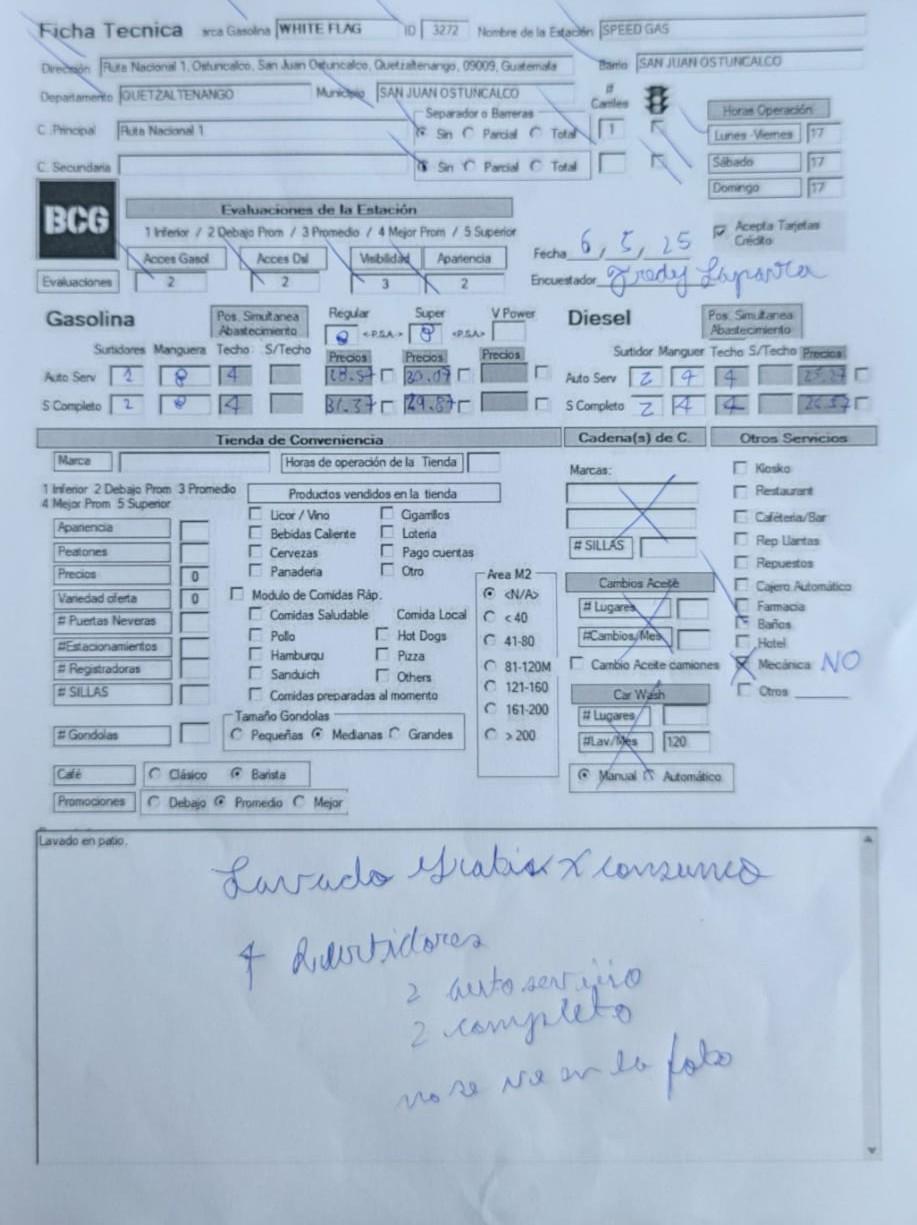 Ficha Tecnica arca Gasolina WHITE FLAG ID 3272 Nombre de la Estación SPEED GAS
Dirección Ruta Nacional 1, Ostuncalco, San Juan Ostuncalco, Quetzaltenango, 09009, Guatemala Barrio SAN JUAN OSTUNCALCO
Departamento QUETZALTENANGO Municipio SAN JUAN OSTUNCALCO # Carriles
Separador o Barreras Horas Operación
C. Principal Ruta Nacional 1 Sin Parcial Total 1 Lunes -Viernes 17
C. Secundaria Sin Parcial Total Sábado 17
Domingo 17
BCG
Evaluaciones de la Estación
1 Inferior / 2 Debajo Prom / 3 Promedio / 4 Mejor Prom / 5 Superior Acepta Tarjetas Crédito
Acces Gasol Acces Dsl Visibilidad Apariencia Fecha 6, 5, 25
Evaluaciones 2 2 3 2 Encuestador Fredy
Gasolina Pos. Simultanea Abastecimiento Regular Super V Power Diesel Pos. Simultanea Abastecimiento
8 <-P.S.A.-> 8 <-P.S.A.>
Surtidores Manguera Techo S/Techo Precios Precios Precios Surtidor Manguer Techo S/Techo Precios
Auto Serv 2 8 4 Auto Serv 2 4 4
S Completo 2 8 4 31.37 29.87 S Completo 2 4 4
Tienda de Conveniencia Cadena(s) de C. Otros Servicios
Marca Horas de operación de la Tienda Marcas: Kiosko
1 Inferior 2 Debajo Prom 3 Promedio
4 Mejor Prom 5 Superior
Productos vendidos en la tienda Restaurant
Apariencia Licor / Vino Cigarrillos Caféteria/Bar
Peatones Bebidas Caliente Loteria # SILLAS Rep Llantas
Cervezas Pago cuentas Repuestos
Precios 0 Panaderia Otro Area M2 Cambios Aceite Cajero Automático
Variedad oferta 0 Modulo de Comidas Ráp. <N/A> # Lugares Farmacia
# Puertas Neveras Comidas Saludable Comida Local < 40 Baños
#Estacionamientos Pollo Hot Dogs 41-80 #Cambios/Mes Hotel
# Registradoras Hamburqu Pizza 81-120M Cambio Aceite camiones Mecánica NO
# SILLAS Sanduich Others 121-160 Car Wash Otros
Comidas preparadas al momento
# Gondolas Tamaño Gondolas 161-200 # Lugares
Pequeñas Medianas Grandes > 200 #Lav/Mes 120
Café Clásico Barista Manual Automático
Promociones Debajo Promedio Mejor
Lavado en patio.
Lavado Gratis x consumo
4 Surtidores
2 autoservicio
2 completo
no se ve en la foto